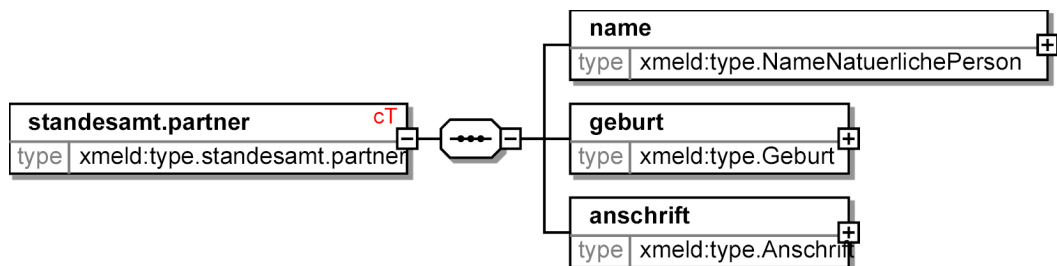 name
type xmeld:type.NameNatuerlichePerson
standesamt.partner cT
type xmeld:type.standesamt.partner
geburt
type xmeld:type.Geburt
anschrift
type xmeld:type.Anschrift